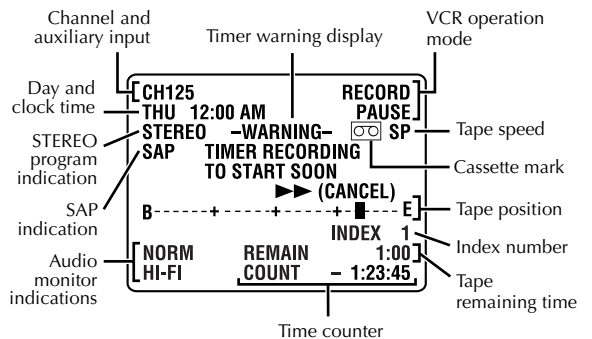 Channel and
auxiliary input
Timer warning display
VCR operation
mode
Day and
clock time
STEREO
program
indication
SAP
indication
Audio
monitor
indications
CH125 RECORD
THU 12:00 AM PAUSE
STEREO –WARNING– SP
SAP TIMER RECORDING
TO START SOON
►► (CANCEL)
B------+------+------+--█---E
INDEX 1
NORM REMAIN 1:00
HI-FI COUNT – 1:23:45
Tape speed
Cassette mark
Tape position
Index number
Tape
remaining time
Time counter